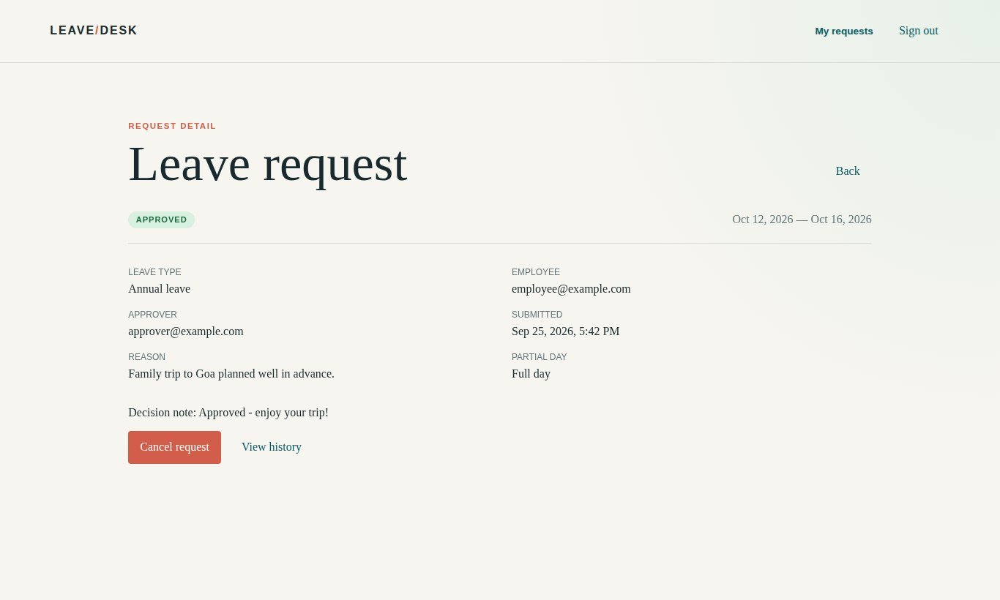 LEAVE/DESK
My requests
Sign out
REQUEST DETAIL
Leave request
Back
APPROVED
Oct 12, 2026 — Oct 16, 2026
LEAVE TYPE
EMPLOYEE
Annual leave
employee@example.com
APPROVER
SUBMITTED
approver@example.com
Sep 25, 2026, 5:42 PM
REASON
PARTIAL DAY
Family trip to Goa planned well in advance.
Full day
Decision note: Approved - enjoy your trip!
Cancel request
View history